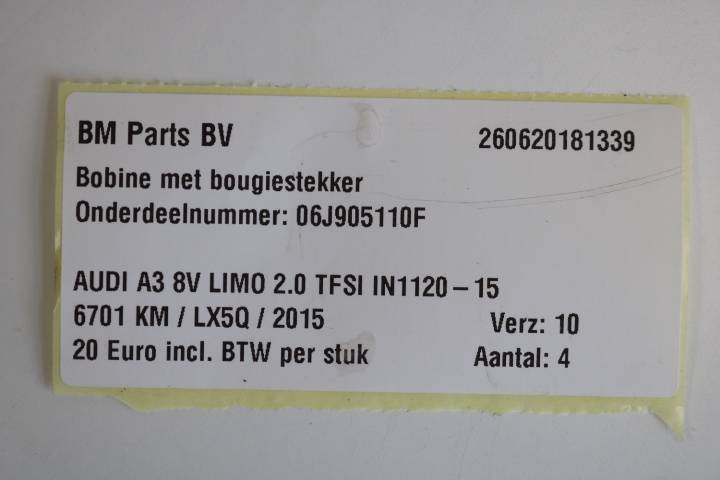 BM Parts BV 260620181339
Bobine met bougiestekker
Onderdeelnummer: 06J905110F
AUDI A3 8V LIMO 2.0 TFSI IN1120-15
6701 KM / LX5Q / 2015 Verz: 10
20 Euro incl. BTW per stuk Aantal: 4